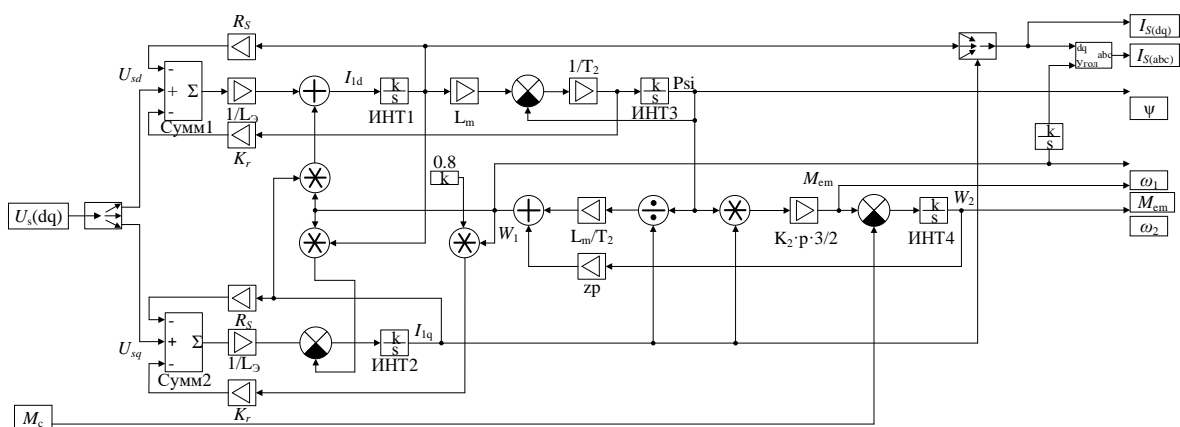 R_S
I_S(dq)
dq
abc
Угол
I_S(abc)
U_sd
-
+
-
Σ
Сумм1
1/L_Э
I_1d
k
s
ИНТ1
L_m
1/T_2
k
s
ИНТ3
Psi
ψ
K_r
k
s
0.8
k
M_em
ω_1
U_s(dq)
W_1
L_m/T_2
K_2·p·3/2
k
s
ИНТ4
W_2
M_em
ω_2
zp
R_S
U_sq
-
+
-
Σ
Сумм2
1/L_Э
k
s
ИНТ2
I_1q
K_r
M_c